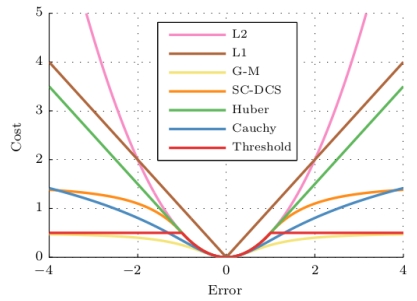 5
4
3
2
1
0
Cost
L2
L1
G-M
SC-DCS
Huber
Cauchy
Threshold
−4
−2
0
2
4
Error